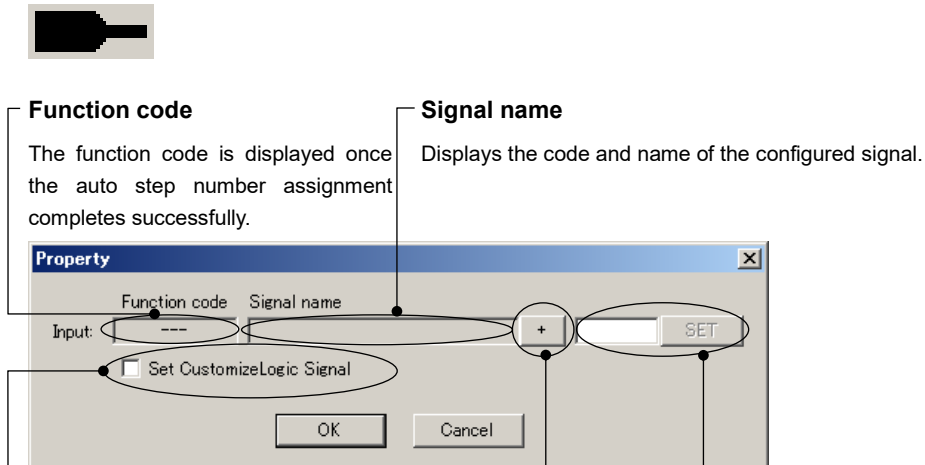 Function code
The function code is displayed once
the auto step number assignment
completes successfully.
Signal name
Displays the code and name of the configured signal.
Property
Function code Signal name
Input: --- + SET
Set CustomizeLogic Signal
OK Cancel